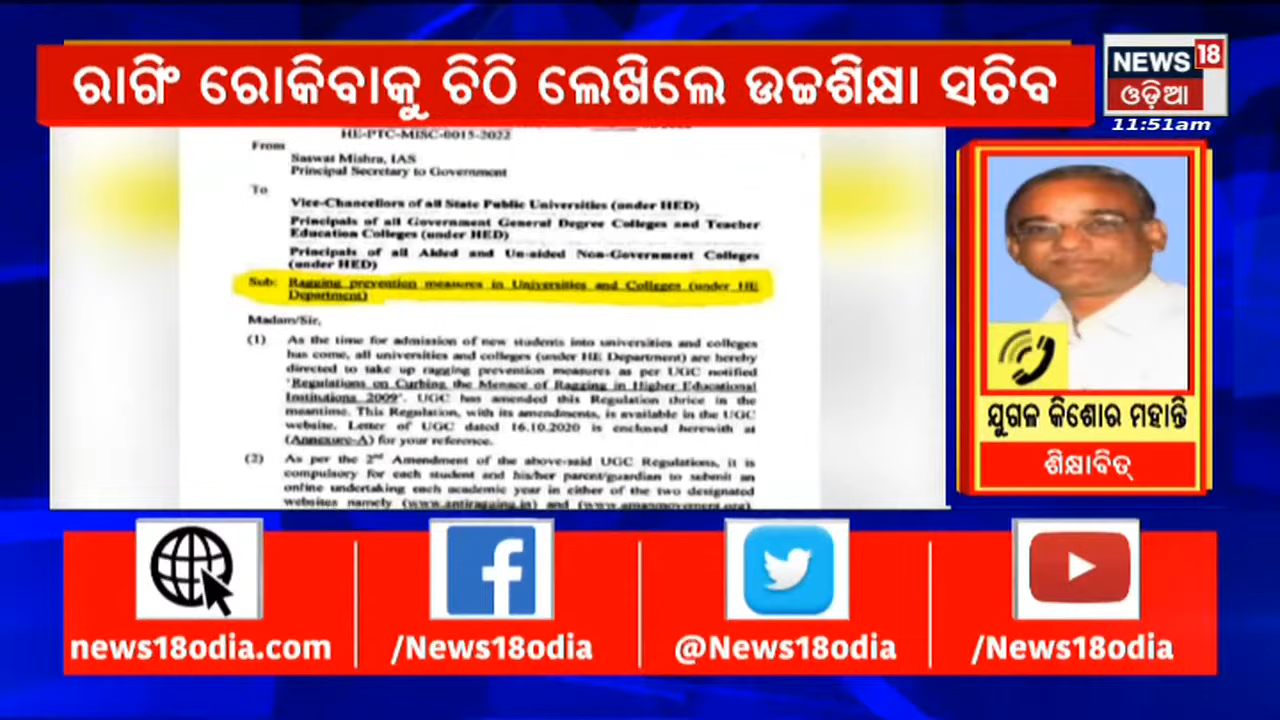 ରାଗିଂ ରୋକିବାକୁ ଚିଠି ଲେଖିଲେ ଉଚ୍ଚଶିକ୍ଷା ସଚିବ
NEWS 18
ଓଡ଼ିଆ
11:51am
HE-PTC-MISC-0015-2022
From
Saswat Mishra, IAS
Principal Secretary to Government
To
Vice-Chancellors of all State Public Universities (under HED)
Principals of all Government General Degree Colleges and Teacher
Education Colleges (under HED)
Principals of all Aided and Un-aided Non-Government Colleges
(under HED)
Sub: Ragging prevention measures in Universities and Colleges (under HE
Department)
Madam/Sir,
(1) As the time for admission of new students into universities and colleges
has come, all universities and colleges (under HE Department) are hereby
directed to take up ragging prevention measures as per UGC notified
'Regulations on Curbing the Menace of Ragging in Higher Educational
Institutions 2009'. UGC has amended this Regulation thrice in the
meantime. This Regulation, with its amendments, is available in the UGC
website. Letter of UGC dated 16.10.2020 is enclosed herewith at
(Annexure-A) for your reference.
(2) As per the 2nd Amendment of the above-said UGC Regulations, it is
compulsory for each student and his/her parent/guardian to submit an
online undertaking each academic year in either of the two designated
websites namely (www.antiragging.in) and (www.amanmovement.org).
ଯୁଗଳ କିଶୋର ମହାନ୍ତି
ଶିକ୍ଷାବିତ୍
news18odia.com
/News18odia
@News18odia
/News18odia